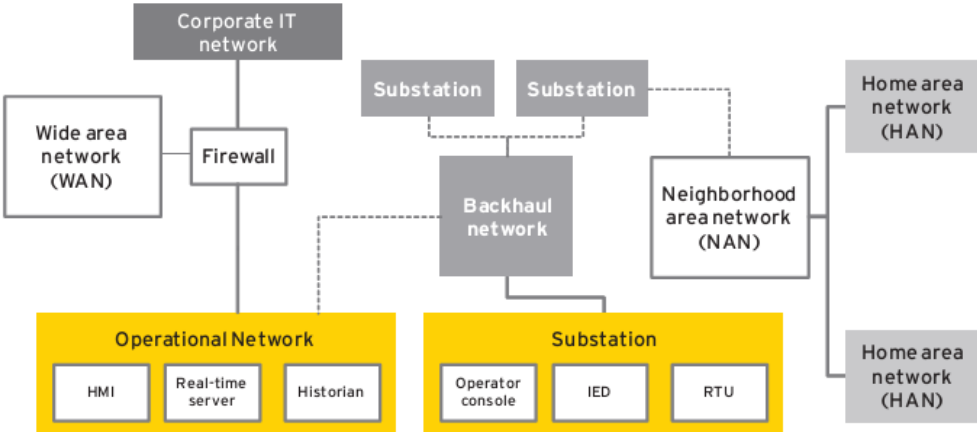 Corporate IT
network
Substation
Substation
Home area
network
(HAN)
Wide area
network
(WAN)
Firewall
Backhaul
network
Neighborhood
area network
(NAN)
Operational Network
HMI
Real-time
server
Historian
Substation
Operator
console
IED
RTU
Home area
network
(HAN)